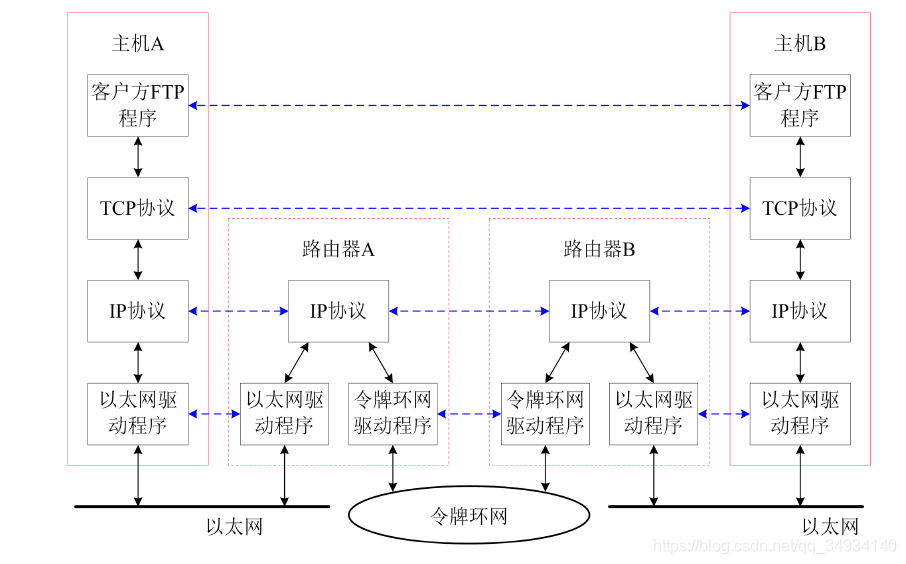 主机A
主机B
客户方FTP
程序
客户方FTP
程序
TCP协议
TCP协议
路由器A
路由器B
IP协议
IP协议
IP协议
IP协议
以太网驱
动程序
以太网驱
动程序
令牌环网
驱动程序
令牌环网
驱动程序
以太网驱
动程序
以太网驱
动程序
以太网
令牌环网
以太网
https://blog.csdn.net/qq_34934140